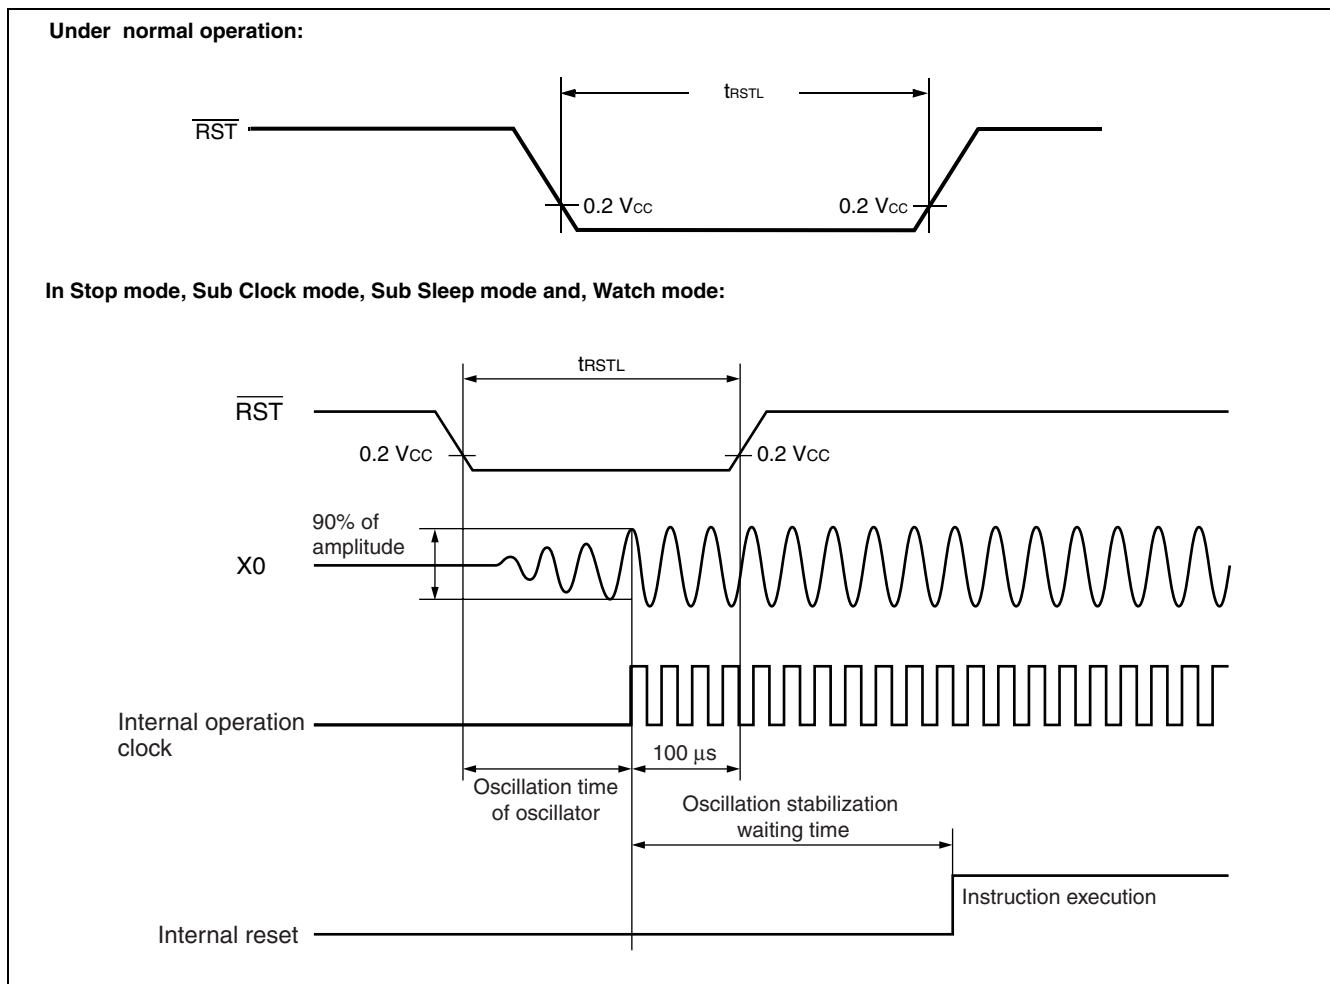 Under normal operation:
tRSTL
RST
0.2 VCC
0.2 VCC
In Stop mode, Sub Clock mode, Sub Sleep mode and, Watch mode:
tRSTL
RST
0.2 VCC
0.2 VCC
90% of
amplitude
X0
Internal operation
clock
100 µs
Oscillation time
of oscillator
Oscillation stabilization
waiting time
Instruction execution
Internal reset